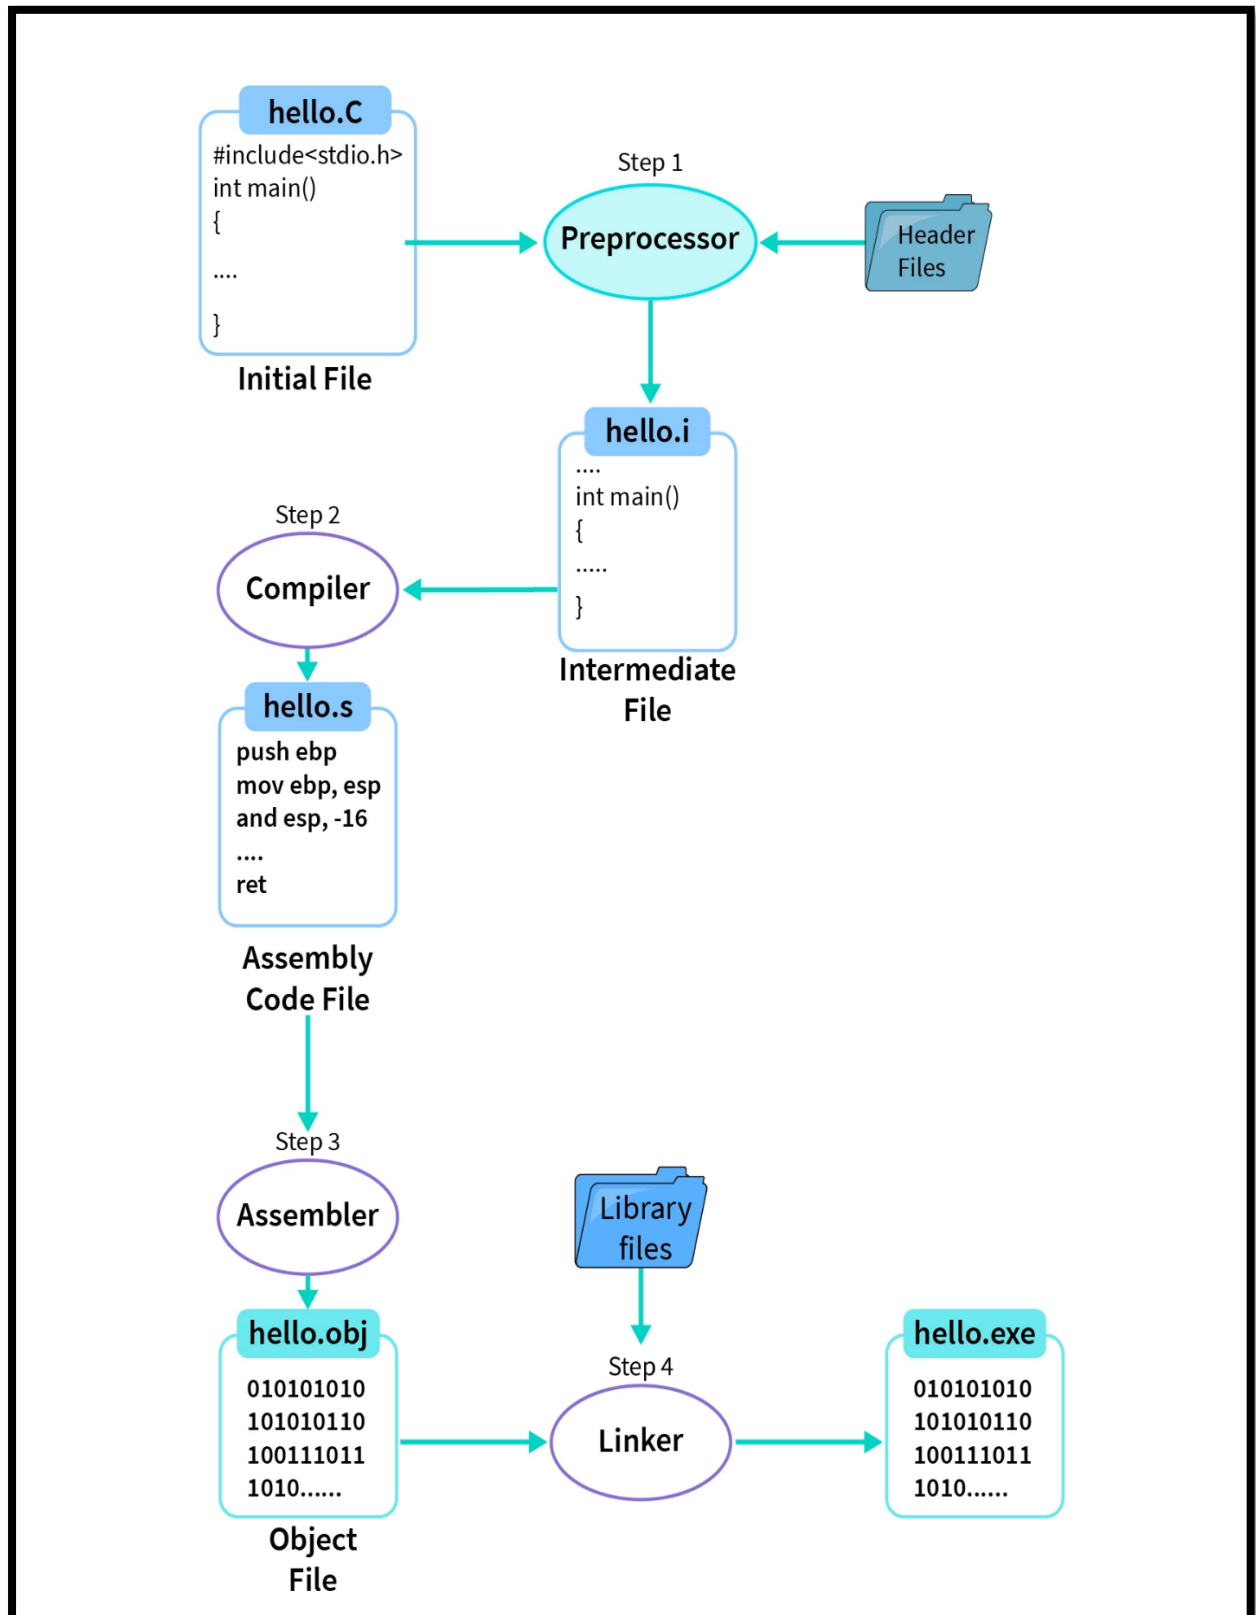 hello.C
#include<stdio.h>
int main()
{
....
}
Initial File
Step 1
Preprocessor
Header
Files
hello.i
....
int main()
{
.....
}
Intermediate
File
Step 2
Compiler
hello.s
push ebp
mov ebp, esp
and esp, -16
....
ret
Assembly
Code File
Step 3
Assembler
hello.obj
010101010
101010110
100111011
1010......
Object
File
Library
files
Step 4
Linker
hello.exe
010101010
101010110
100111011
1010......